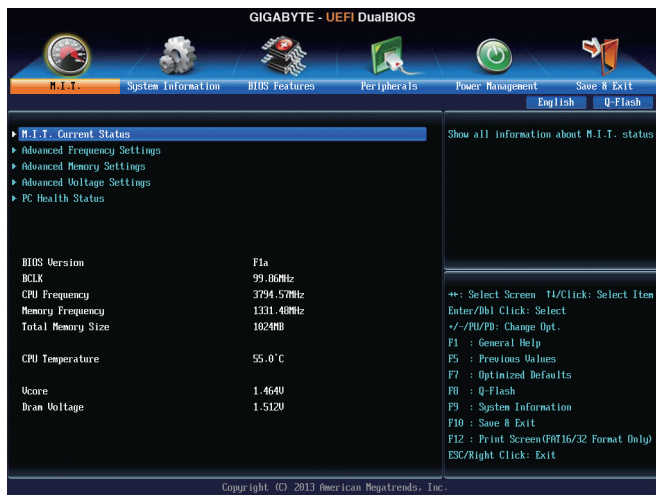 GIGABYTE - UEFI DualBIOS
M.I.T. System Information BIOS Features Peripherals Power Management Save & Exit
English Q-Flash
M.I.T. Current Status
Advanced Frequency Settings
Advanced Memory Settings
Advanced Voltage Settings
PC Health Status
BIOS Version F1a
BCLK 99.86MHz
CPU Frequency 3794.57MHz
Memory Frequency 1331.48MHz
Total Memory Size 1024MB
CPU Temperature 55.0°C
Vcore 1.464V
Dram Voltage 1.512V
Show all information about M.I.T. status
→←: Select Screen ↑↓/Click: Select Item
Enter/Dbl Click: Select
+/-/PU/PD: Change Opt.
F1 : General Help
F5 : Previous Values
F7 : Optimized Defaults
F8 : Q-Flash
F9 : System Information
F10 : Save & Exit
F12 : Print Screen(FAT16/32 Format Only)
ESC/Right Click: Exit
Copyright (C) 2013 American Megatrends, Inc.